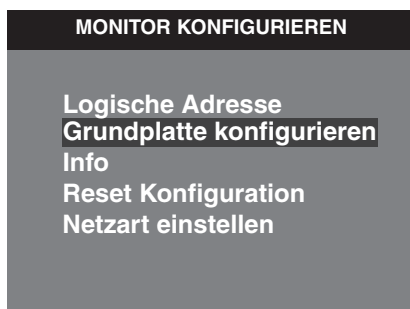 MONITOR KONFIGURIEREN
Logische Adresse
Grundplatte konfigurieren
Info
Reset Konfiguration
Netzart einstellen